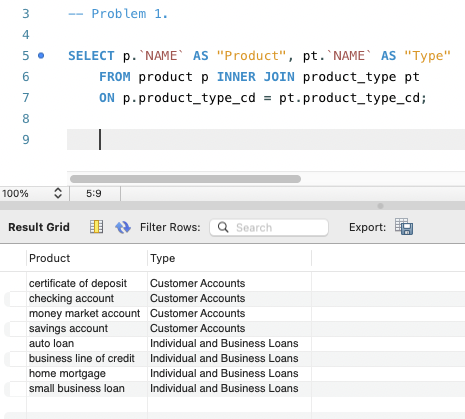 3 -- Problem 1.
4
5 SELECT p.`NAME` AS "Product", pt.`NAME` AS "Type"
6 FROM product p INNER JOIN product_type pt
7 ON p.product_type_cd = pt.product_type_cd;
8
9
100% 5:9
Result Grid Filter Rows: Search Export:
Product Type
certificate of deposit Customer Accounts
checking account Customer Accounts
money market account Customer Accounts
savings account Customer Accounts
auto loan Individual and Business Loans
business line of credit Individual and Business Loans
home mortgage Individual and Business Loans
small business loan Individual and Business Loans